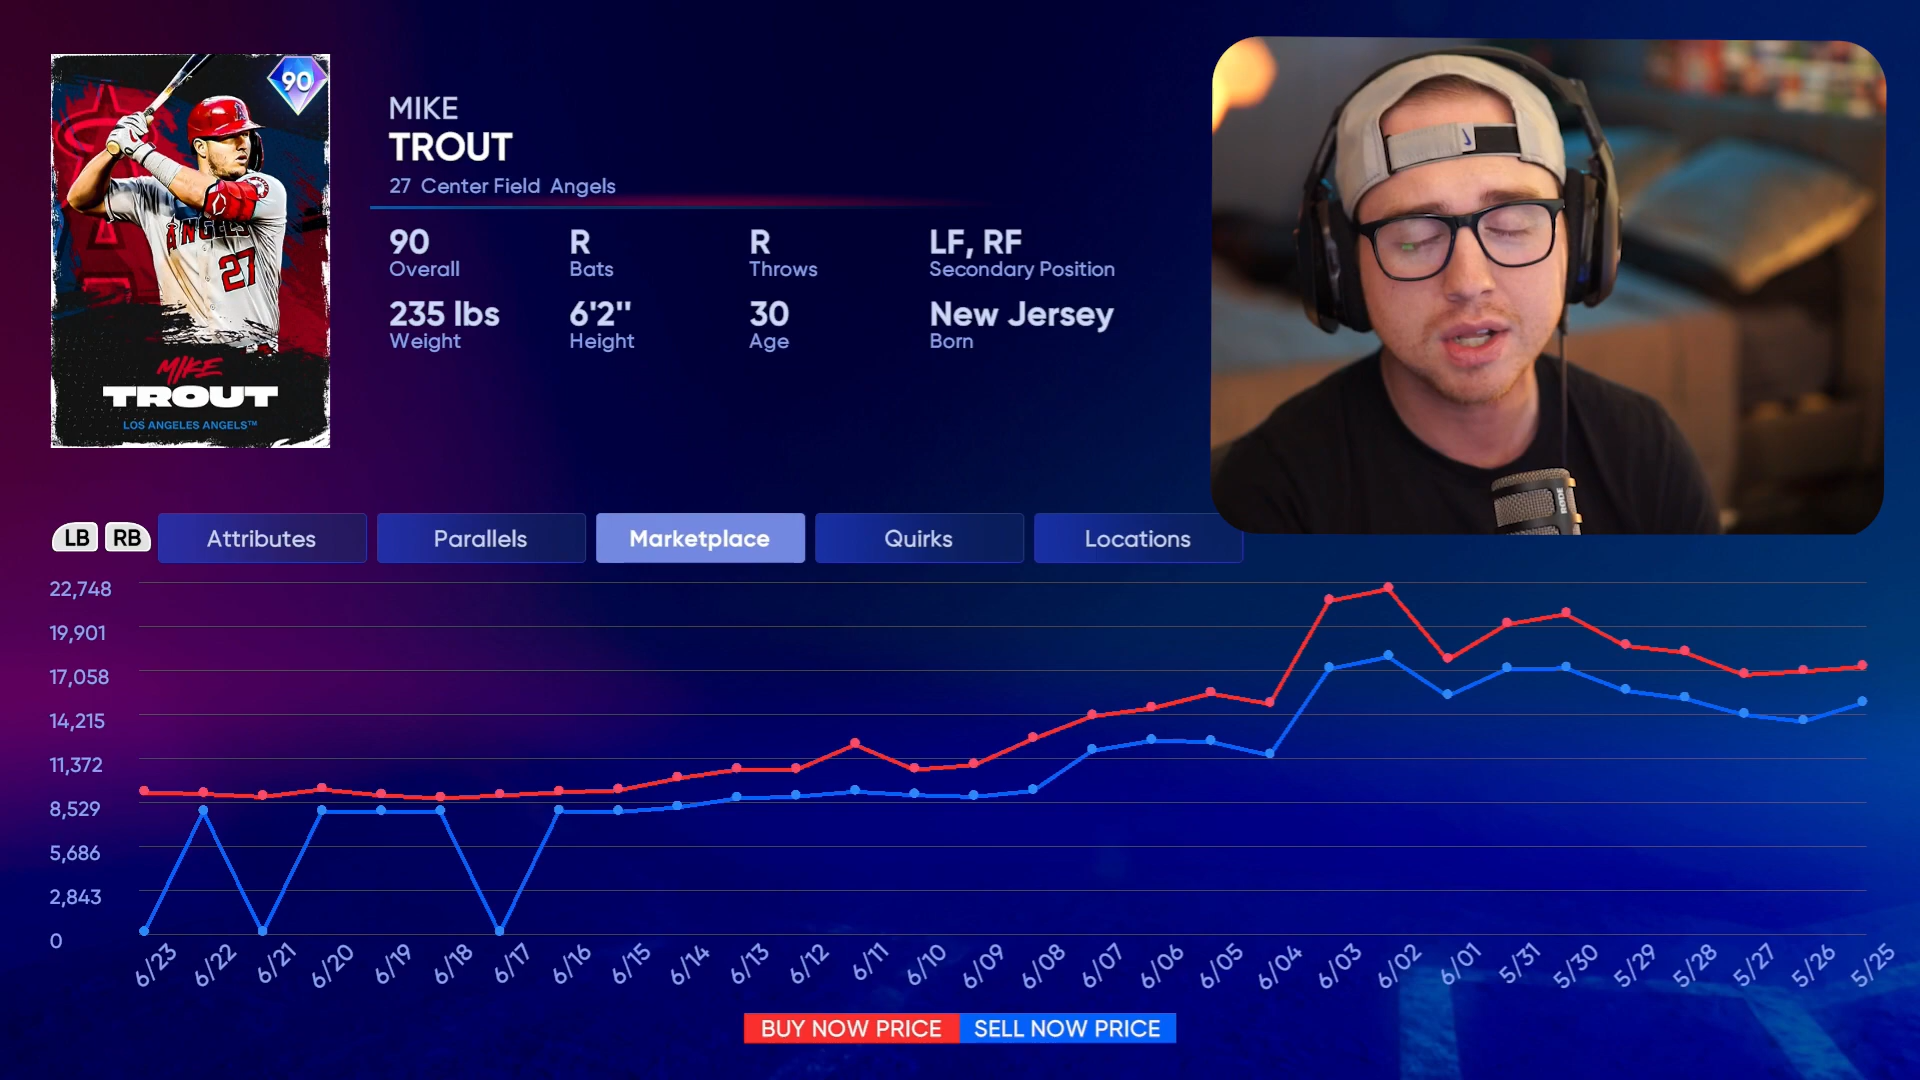 90
ANGELS
27
MIKE
TROUT
LOS ANGELES ANGELS™
MIKE
TROUT
27 Center Field Angels
90 R R LF, RF
Overall Bats Throws Secondary Position
235 lbs 6'2" 30 New Jersey
Weight Height Age Born
RODE
LB RB Attributes Parallels Marketplace Quirks Locations
22,748
19,901
17,058
14,215
11,372
8,529
5,686
2,843
0
6/23 6/22 6/21 6/20 6/19 6/18 6/17 6/16 6/15 6/14 6/13 6/12 6/11 6/10 6/09 6/08 6/07 6/06 6/05 6/04 6/03 6/02 6/01 5/31 5/30 5/29 5/28 5/27 5/26 5/25
BUY NOW PRICE SELL NOW PRICE